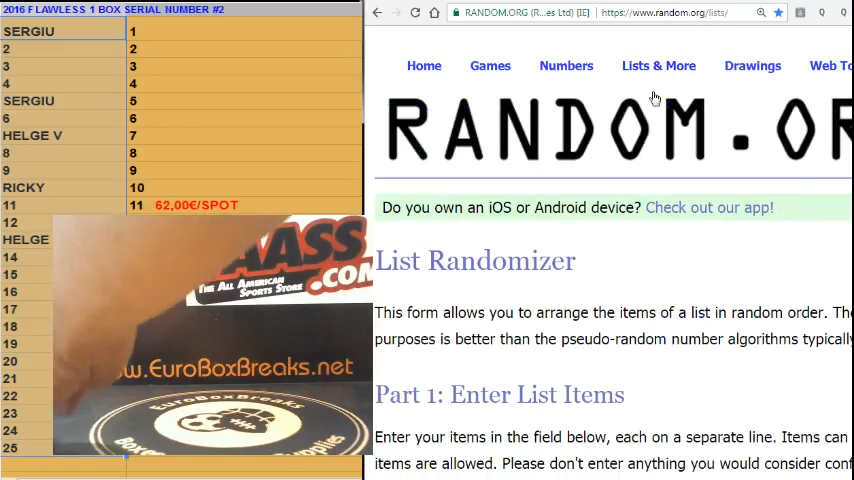 2016 FLAWLESS 1 BOX SERIAL NUMBER #2
SERGIU 1
2 2
3 3
4 4
SERGIU 5
6 6
HELGE V 7
8 8
9 9
RICKY 10
11 11 62,00€/SPOT
12
HELGE
14
15
16
17
18
19
20
21
22
23
24
25
AASS
THE ALL AMERICAN
SPORTS STORE .COM
w.EuroBoxBreaks.net
EuroBoxBreaks
RANDOM.ORG (R...es Ltd) [IE] https://www.random.org/lists/
Home Games Numbers Lists & More Drawings Web To
RANDOM.OR
Do you own an iOS or Android device? Check out our app!
List Randomizer
This form allows you to arrange the items of a list in random order. The
purposes is better than the pseudo-random number algorithms typically
Part 1: Enter List Items
Enter your items in the field below, each on a separate line. Items can
items are allowed. Please don't enter anything you would consider conf